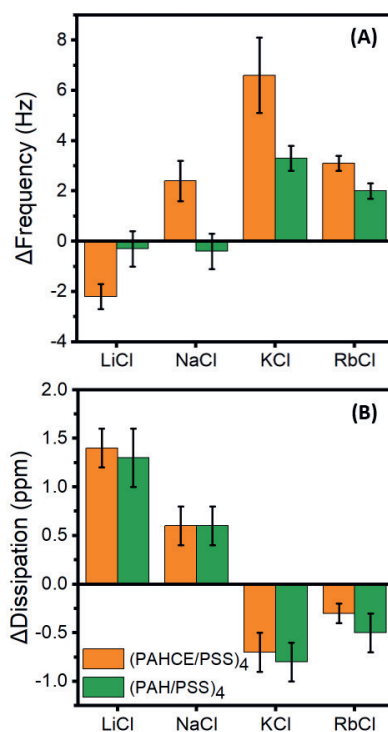 (A)
ΔFrequency (Hz)
8
6
4
2
0
-2
-4
LiCl NaCl KCl RbCl
(B)
ΔDissipation (ppm)
2.0
1.5
1.0
0.5
0.0
-0.5
-1.0
(PAHCE/PSS)4
(PAH/PSS)4
LiCl NaCl KCl RbCl